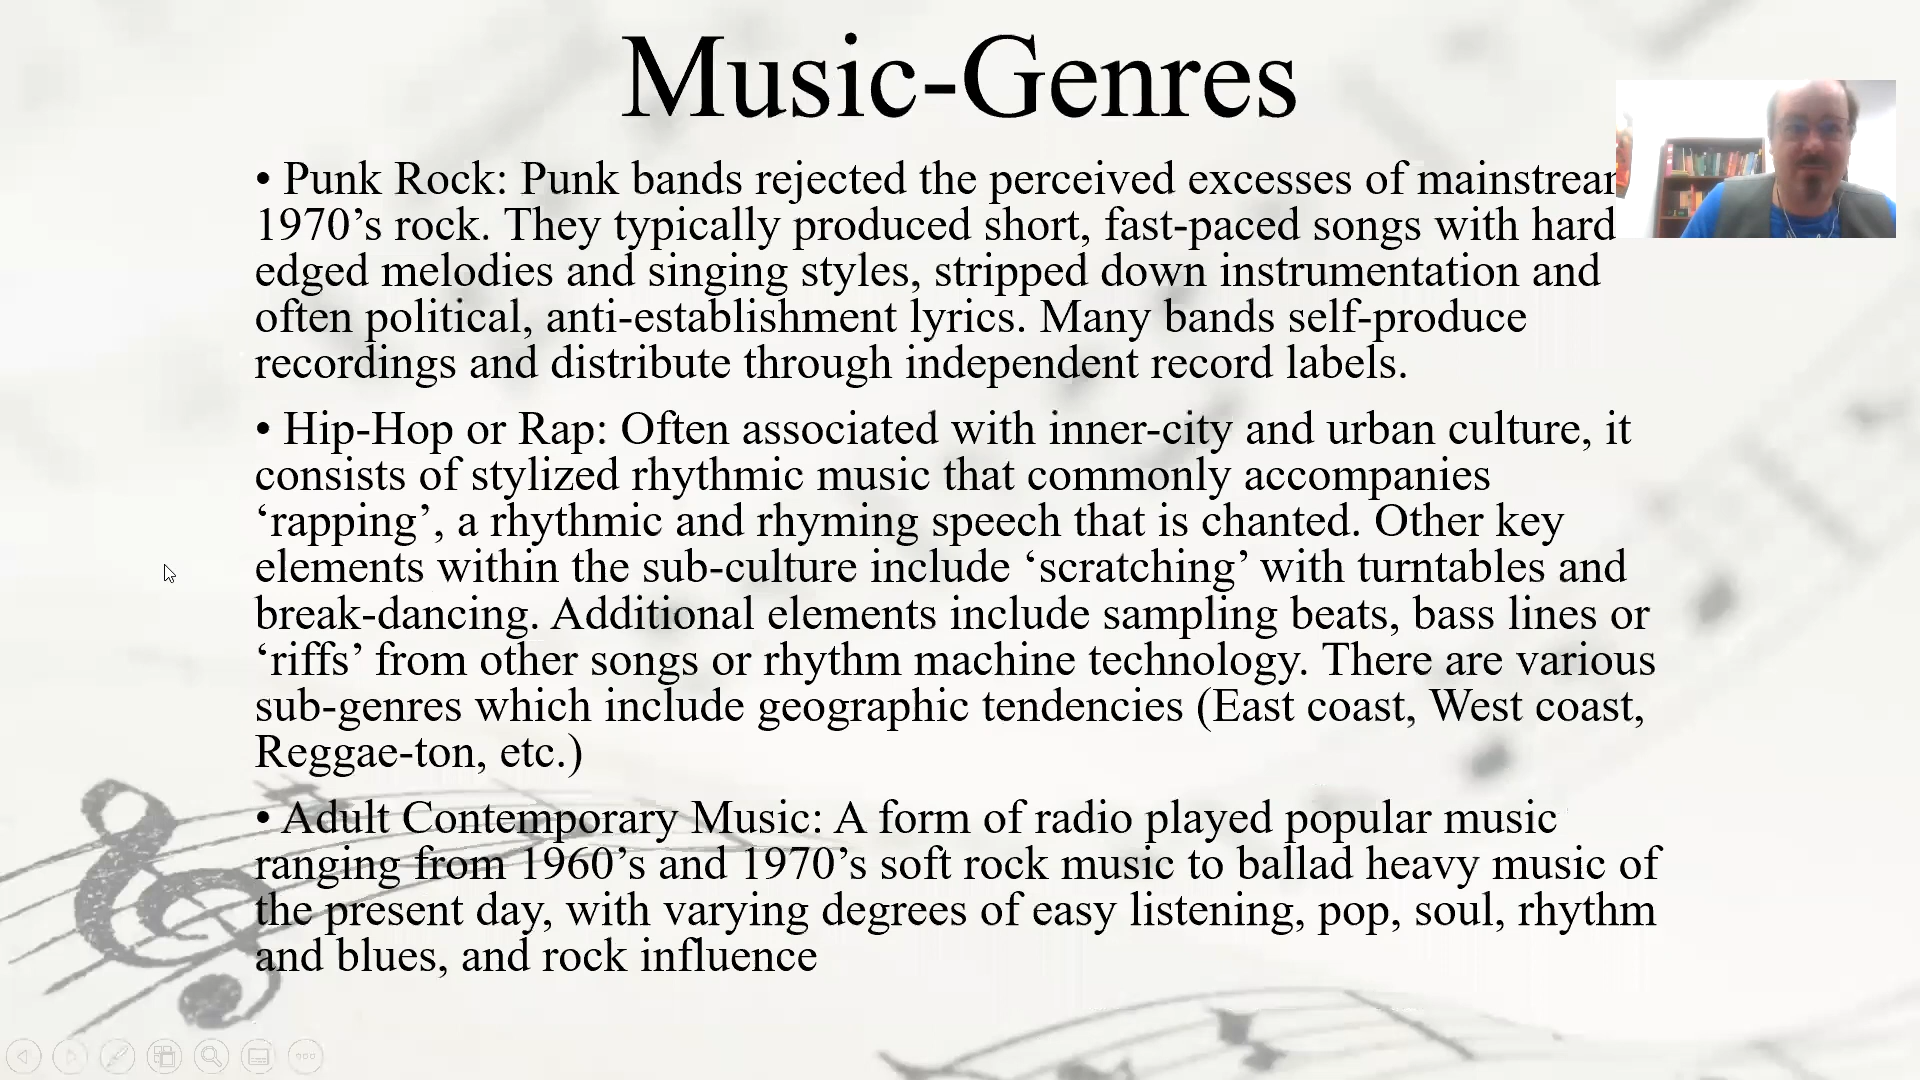 Music-Genres
• Punk Rock: Punk bands rejected the perceived excesses of
1970’s rock. They typically produced short, fast-paced songs with hard
edged melodies and singing styles, stripped down instrumentation and
often political, anti-establishment lyrics. Many bands self-produce
recordings and distribute through independent record labels.
• Hip-Hop or Rap: Often associated with inner-city and urban culture, it
consists of stylized rhythmic music that commonly accompanies
‘rapping’, a rhythmic and rhyming speech that is chanted. Other key
elements within the sub-culture include ‘scratching’ with turntables and
break-dancing. Additional elements include sampling beats, bass lines or
‘riffs’ from other songs or rhythm machine technology. There are various
sub-genres which include geographic tendencies (East coast, West coast,
Reggae-ton, etc.)
• Adult Contemporary Music: A form of radio played popular music
ranging from 1960’s and 1970’s soft rock music to ballad heavy music of
the present day, with varying degrees of easy listening, pop, soul, rhythm
and blues, and rock influence